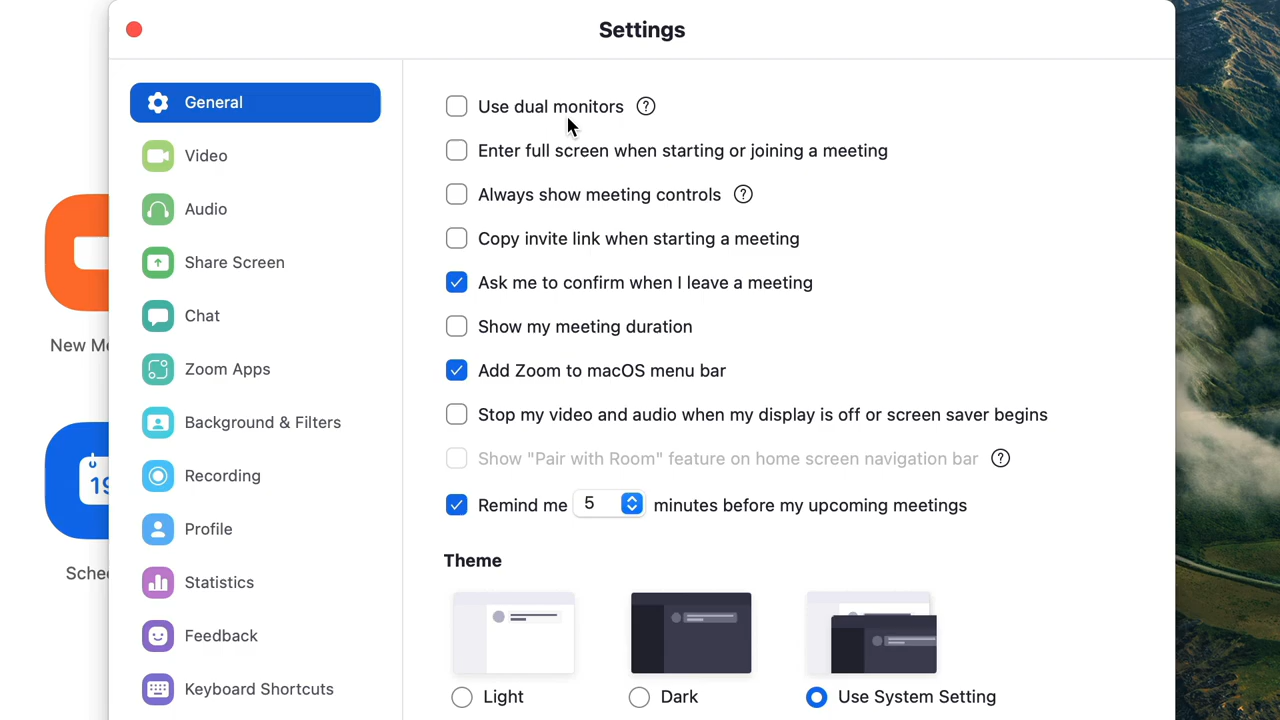 Settings
General
Video
Audio
Share Screen
Chat
Zoom Apps
Background & Filters
Recording
Profile
Statistics
Feedback
Keyboard Shortcuts
Use dual monitors ?
Enter full screen when starting or joining a meeting
Always show meeting controls ?
Copy invite link when starting a meeting
Ask me to confirm when I leave a meeting
Show my meeting duration
Add Zoom to macOS menu bar
Stop my video and audio when my display is off or screen saver begins
Show "Pair with Room" feature on home screen navigation bar ?
Remind me 5 minutes before my upcoming meetings
Theme
Light
Dark
Use System Setting
New Me
19
Sche